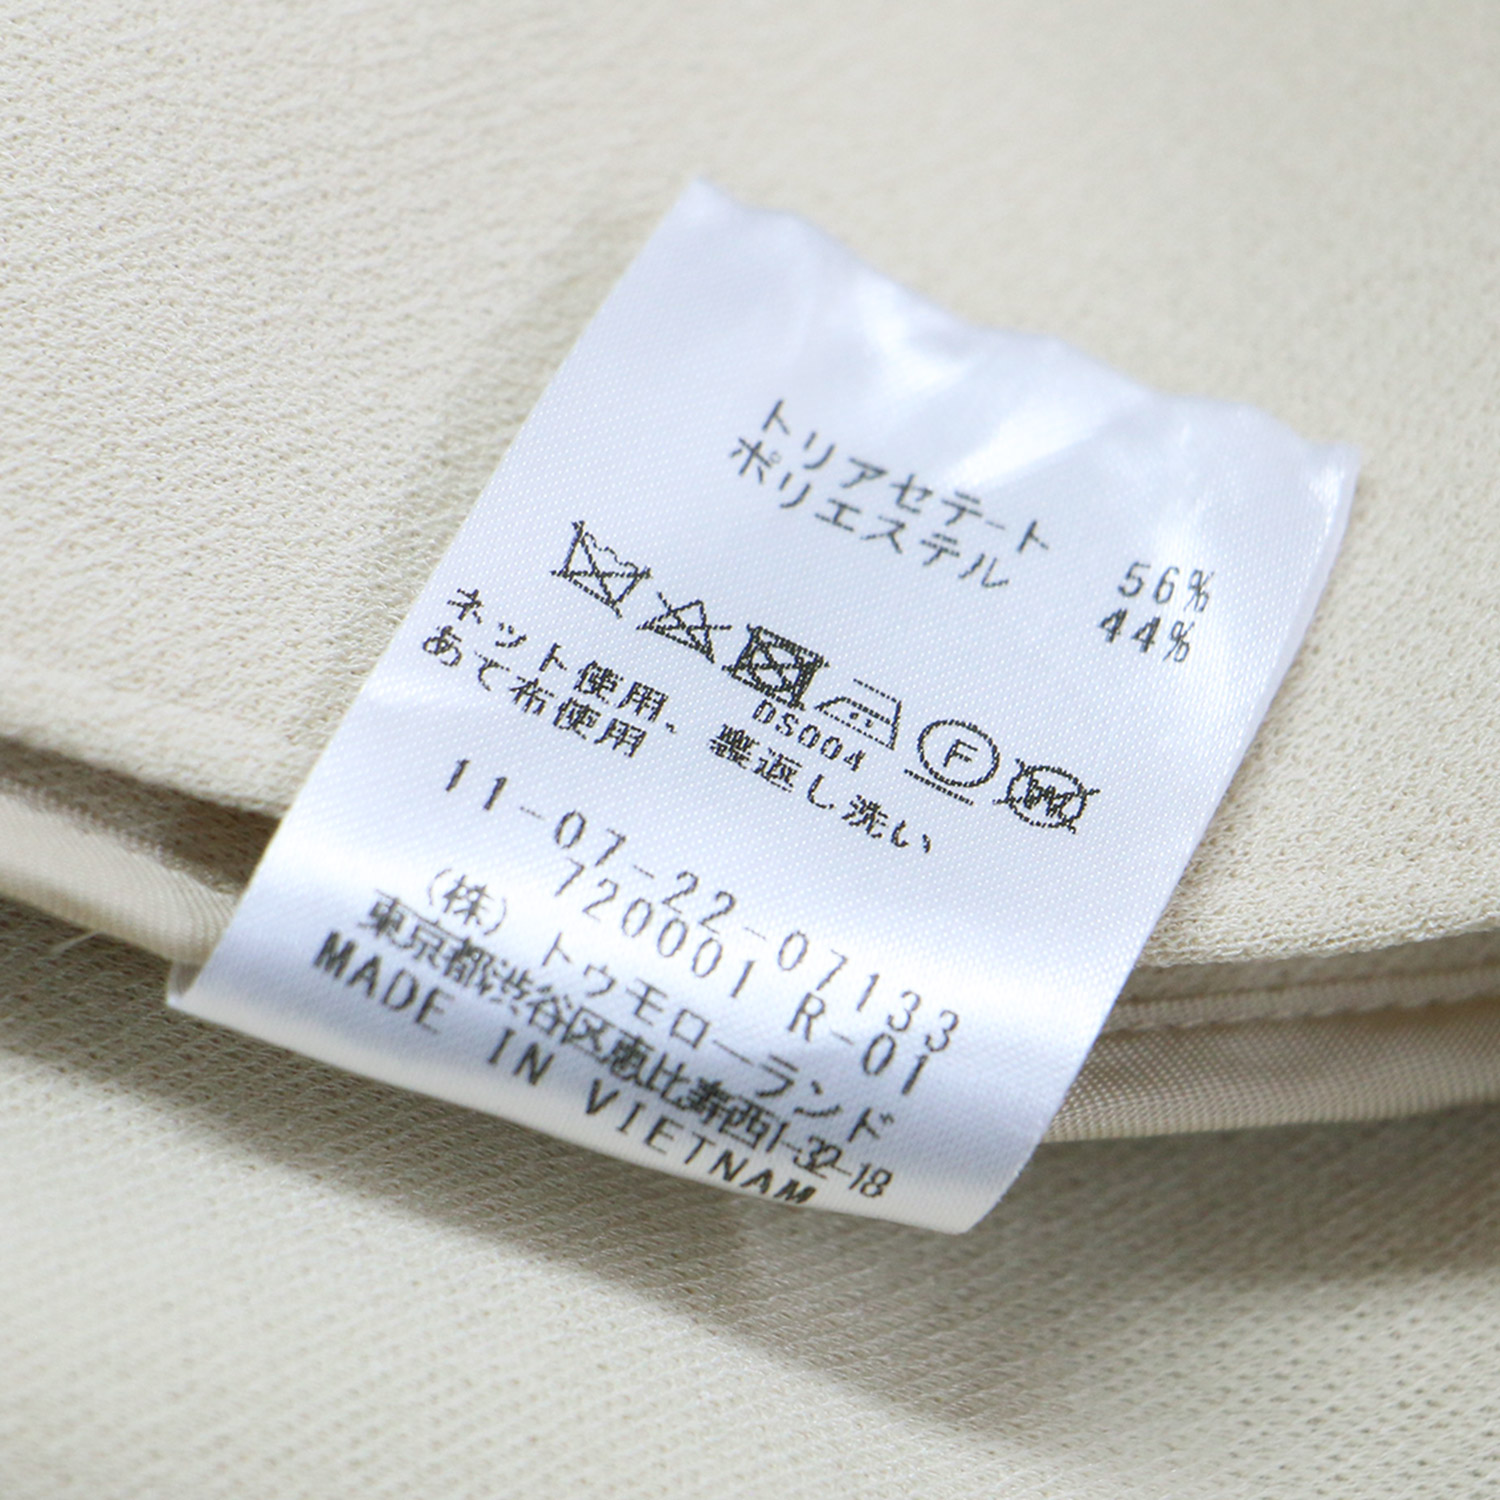 トリアセテート 56%
ポリエステル 44%
DS004
F
W
ネット使用、裏返し洗い
あて布使用
11-07-22-07133
720001 R-01
(株)トゥモローランド
東京都渋谷区恵比寿西1-32-18
MADE IN VIETNAM